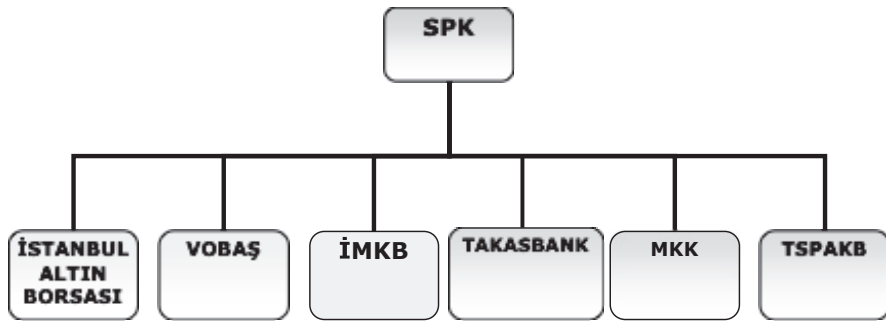 SPK
İSTANBUL
ALTIN
BORSASI
VOBAŞ
İMKB
TAKASBANK
MKK
TSPAKB